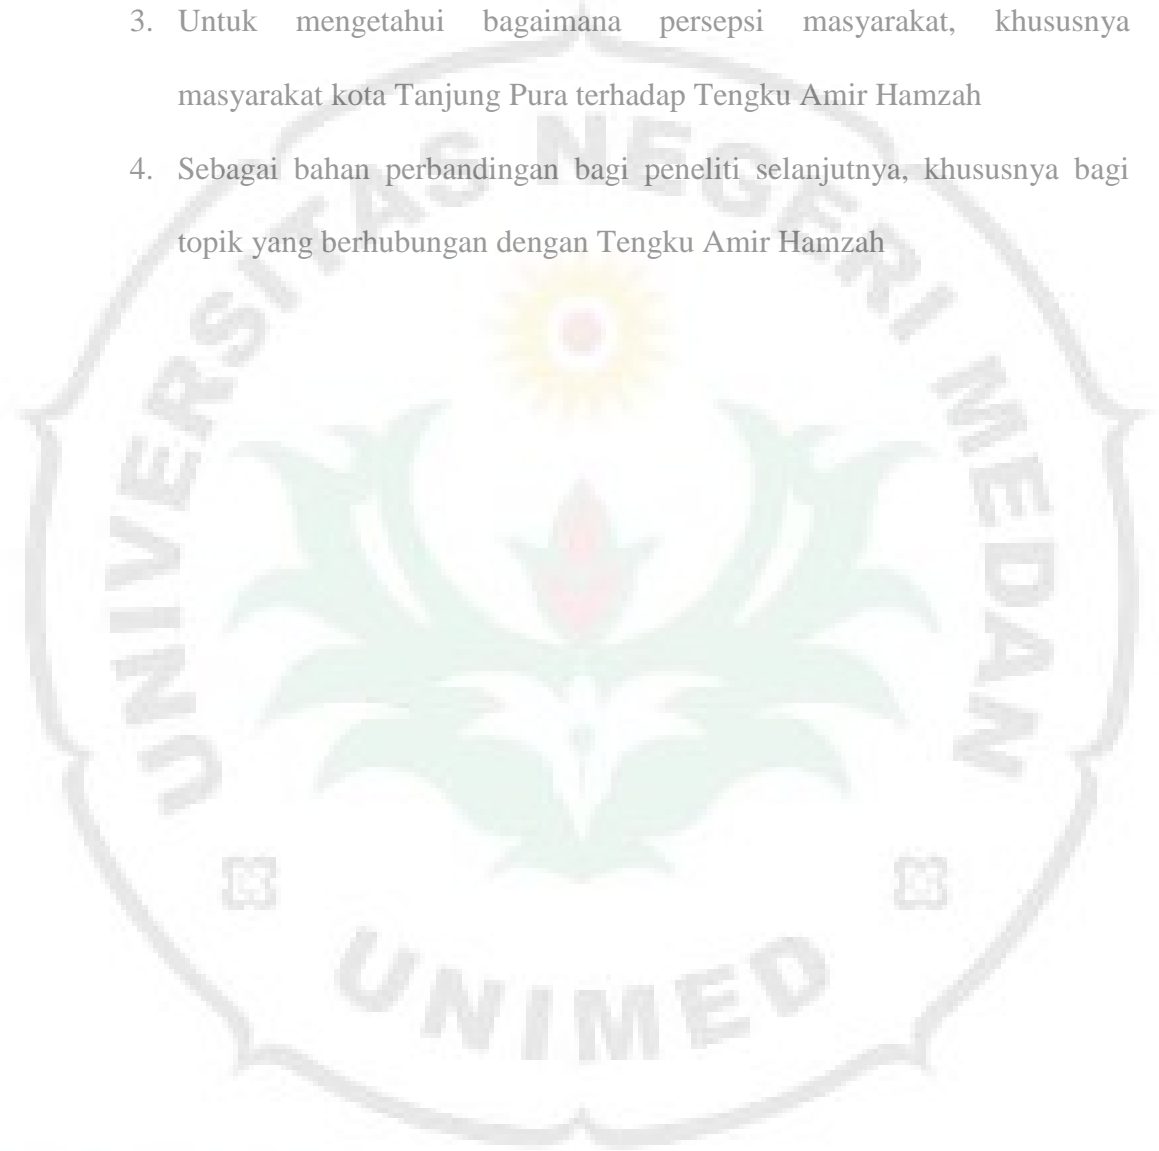 3. Untuk mengetahui bagaimana persepsi masyarakat, khususnya
masyarakat kota Tanjung Pura terhadap Tengku Amir Hamzah
4. Sebagai bahan perbandingan bagi peneliti selanjutnya, khususnya bagi
topik yang berhubungan dengan Tengku Amir Hamzah
UNIVERSITAS NEGERI MEDAN
UNIMED